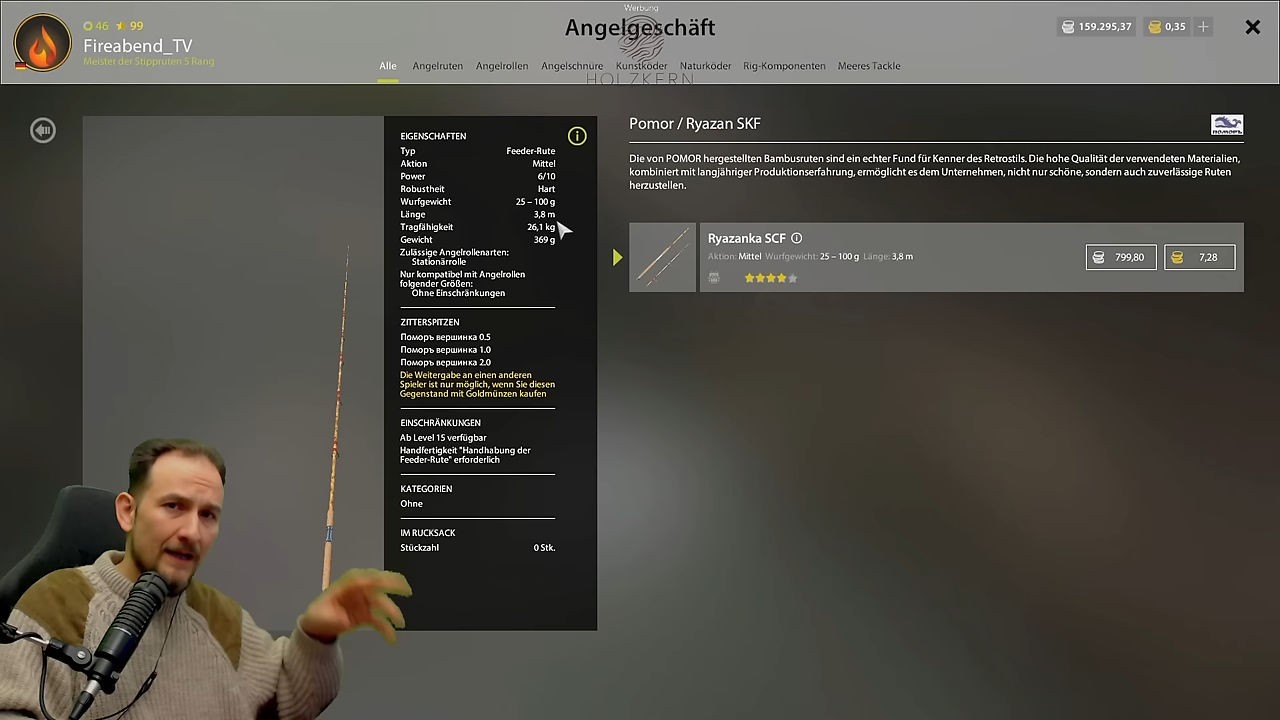 Werbung
46 99
Fireabend_TV
Meister der Stippruten 5 Rang
Angelgeschäft
HOLZKERN
159.295,37
0,35
Alle Angelruten Angelrollen Angelschnüre Kunstköder Naturköder Rig-Komponenten Meeres Tackle
EIGENSCHAFTEN
Typ Feeder-Rute
Aktion Mittel
Power 6/10
Robustheit Hart
Wurfgewicht 25 – 100 g
Länge 3,8 m
Tragfähigkeit 26,1 kg
Gewicht 369 g
Zulässige Angelrollenarten:
Stationärrolle
Nur kompatibel mit Angelrollen
folgender Größen:
Ohne Einschränkungen
ZITTERSPITZEN
Поморъ вершинка 0.5
Поморъ вершинка 1.0
Поморъ вершинка 2.0
Die Weitergabe an einen anderen
Spieler ist nur möglich, wenn Sie diesen
Gegenstand mit Goldmünzen kaufen
EINSCHRÄNKUNGEN
Ab Level 15 verfügbar
Handfertigkeit "Handhabung der
Feeder-Rute" erforderlich
KATEGORIEN
Ohne
IM RUCKSACK
Stückzahl 0 Stk.
Pomor / Ryazan SKF
ПОМОРЪ
Die von POMOR hergestellten Bambusruten sind ein echter Fund für Kenner des Retrostils. Die hohe Qualität der verwendeten Materialien,
kombiniert mit langjähriger Produktionserfahrung, ermöglicht es dem Unternehmen, nicht nur schöne, sondern auch zuverlässige Ruten
herzustellen.
Ryazanka SCF
Aktion: Mittel Wurfgewicht: 25 – 100 g Länge: 3,8 m
799,80
7,28